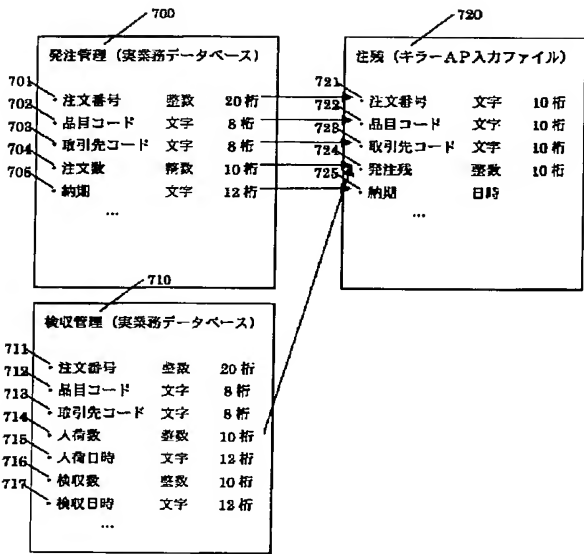 700
発注管理(実業務データベース)
701
・注文番号 整数 20桁
702
・品目コード 文字 8桁
703
・取引先コード 文字 8桁
704
・注文数 整数 10桁
705
・納期 文字 12桁
…
720
注残(キラーAP入力ファイル)
721
・注文番号 文字 10桁
722
・品目コード 文字 10桁
723
・取引先コード 文字 10桁
724
・発注残 整数 10桁
725
・納期 日時
…
710
検収管理(実業務データベース)
711
・注文番号 整数 20桁
712
・品目コード 文字 8桁
713
・取引先コード 文字 8桁
714
・入荷数 整数 10桁
715
・入荷日時 文字 12桁
716
・検収数 整数 10桁
717
・検収日時 文字 12桁
…